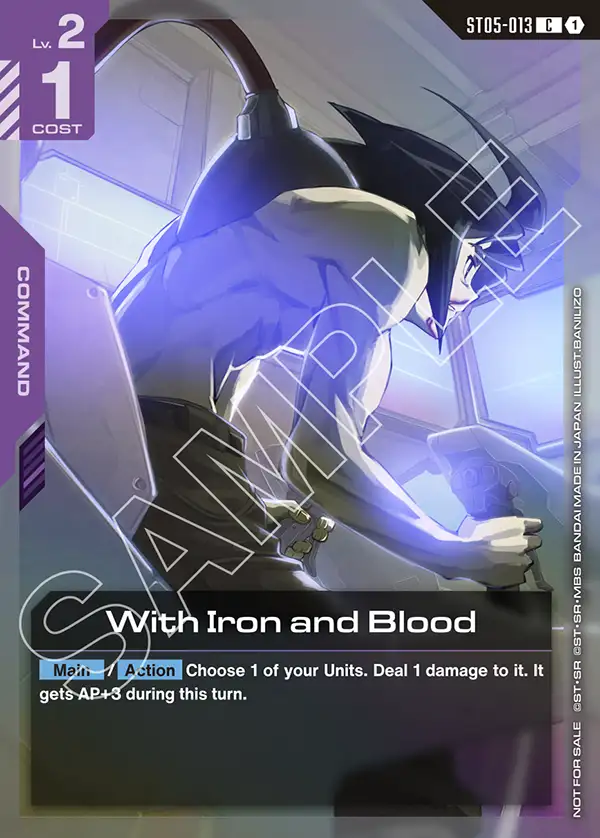 ST05-013 C 1
Lv. 2
1
COST
COMMAND
SAMPLE
With Iron and Blood
Main / Action Choose 1 of your Units. Deal 1 damage to it. It
gets AP+3 during this turn.
NOT FOR SALE ©ST・SR ©ST・SR・MBS BANDAI MADE IN JAPAN ILLUST.BANILIZO